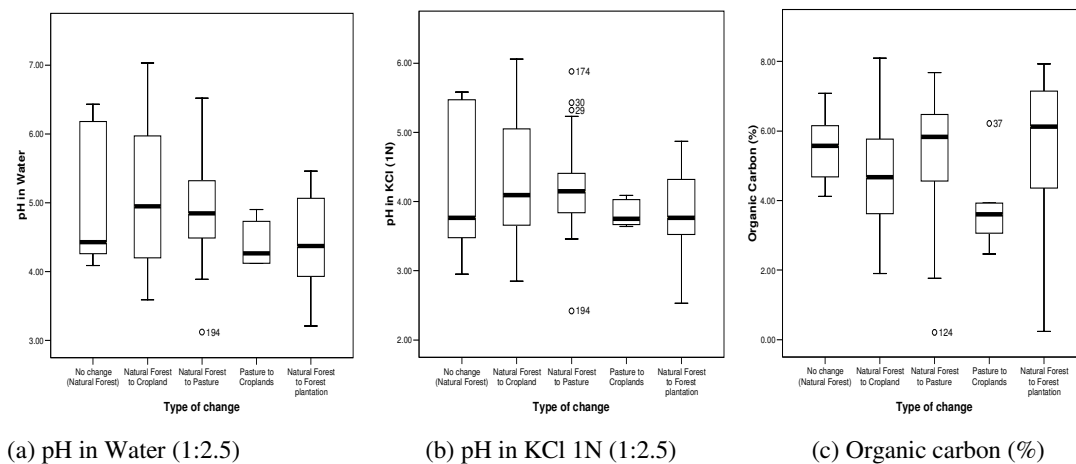 pH in Water
7.00
6.00
5.00
4.00
3.00
194
No change
(Natural Forest)
Natural Forest
to Cropland
Natural Forest
to Pasture
Pasture to
Croplands
Natural Forest
to Forest
plantation
Type of change
(a) pH in Water (1:2.5)
pH in KCl (1N)
6.00
5.00
4.00
3.00
2.00
174
30
29
194
No change
(Natural Forest)
Natural Forest
to Cropland
Natural Forest
to Pasture
Pasture to
Croplands
Natural Forest
to Forest
plantation
Type of change
(b) pH in KCl 1N (1:2.5)
Organic Carbon (%)
8.00
6.00
4.00
2.00
0.00
37
124
No change
(Natural Forest)
Natural Forest
to Cropland
Natural Forest
to Pasture
Pasture to
Croplands
Natural Forest
to Forest
plantation
Type of change
(c) Organic carbon (%)